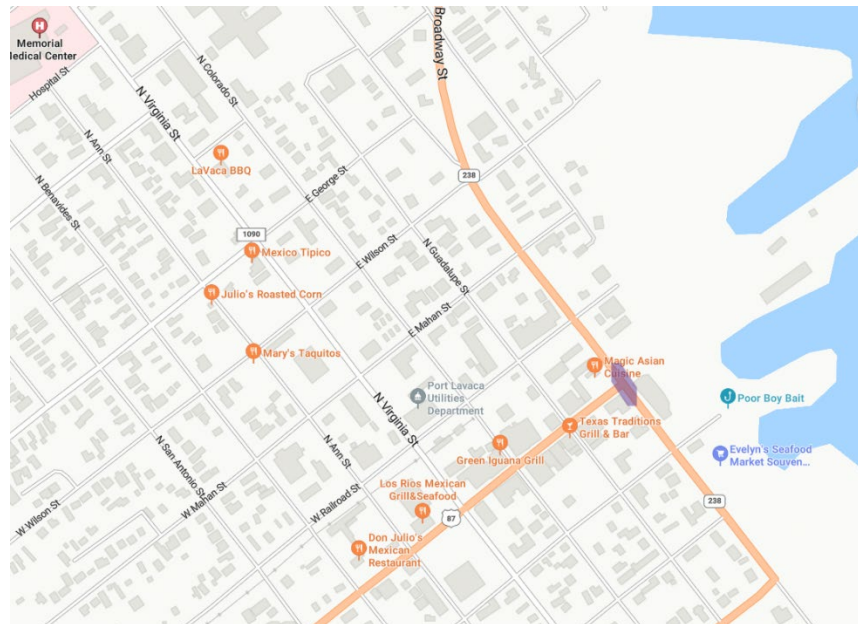 Memorial
Medical Center
Hospital St
N Virginia St
N Colorado St
Broadway St
N Ann St
N Benavides St
LaVaca BBQ
E George St
238
1090
Mexico Tipico
E Wilson St
N Guadalupe St
Julio's Roasted Corn
E Mahan St
Mary's Taquitos
Magic Asian
Cuisine
Port Lavaca
Utilities
Department
Poor Boy Bait
N Virginia St
Texas Traditions
Grill & Bar
N San Antonio St
N Ann St
Green Iguana Grill
Evelyn's Seafood
Market Souven...
W Mahan St
Los Rios Mexican
Grill&Seafood
W Railroad St
238
W Wilson St
87
Don Julio's
Mexican
Restaurant